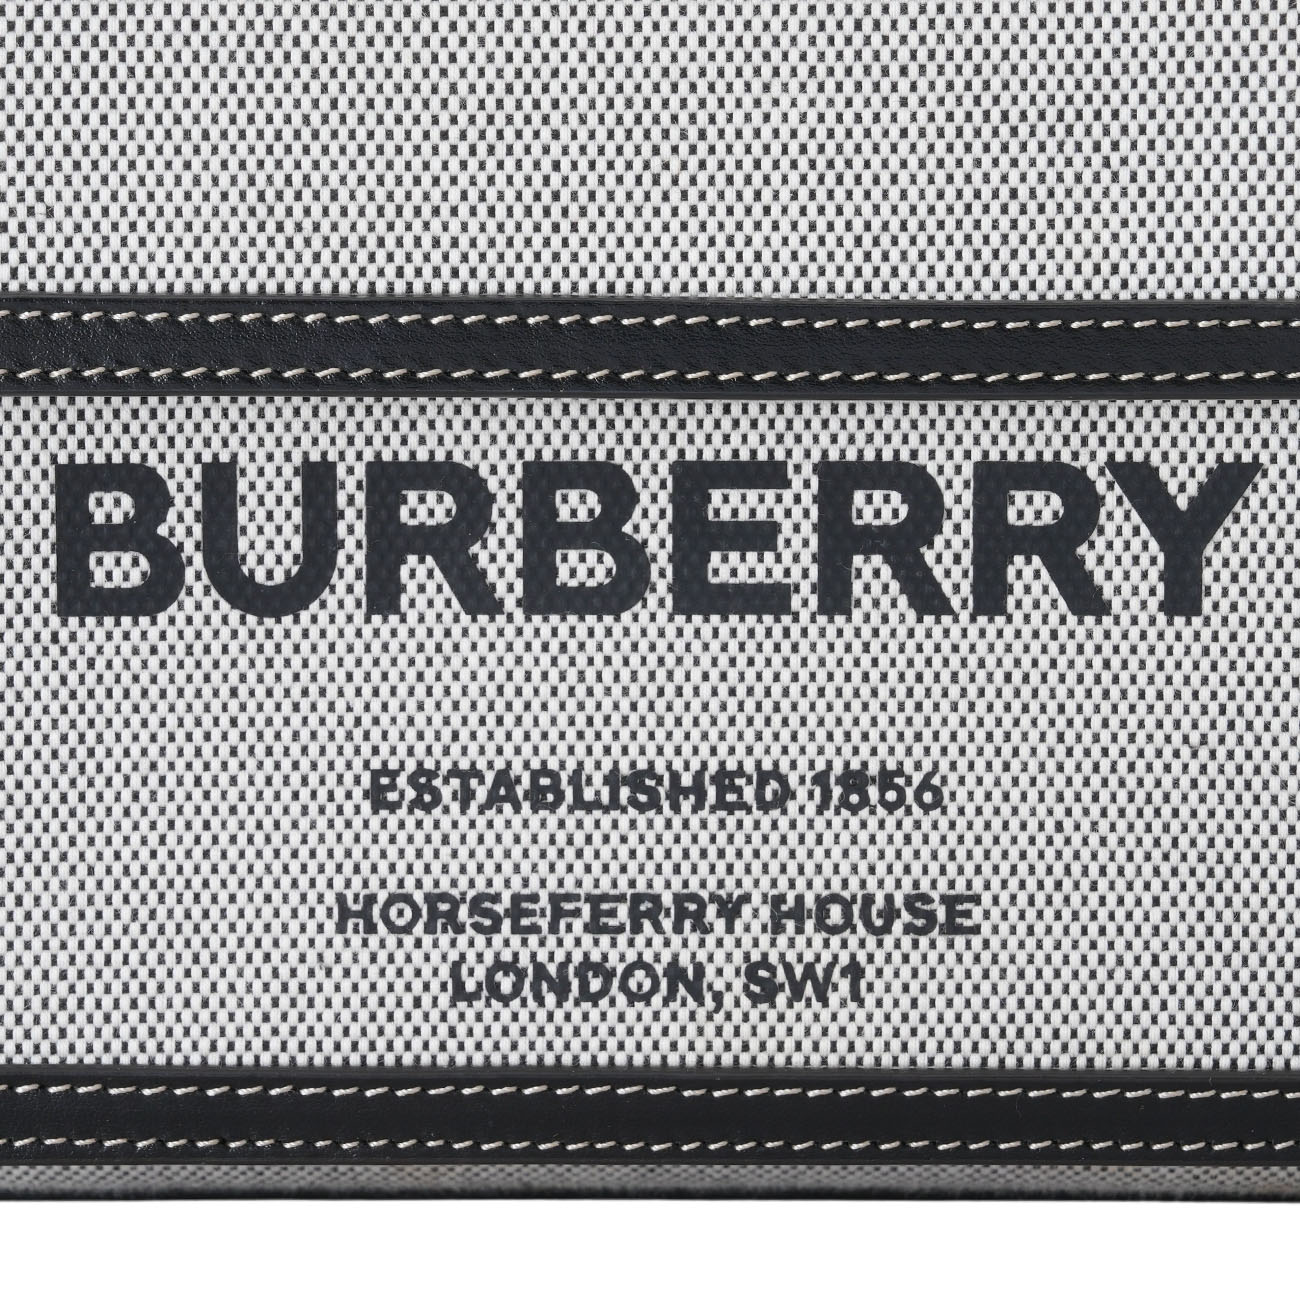 BURBERRY
ESTABLISHED 1856
HORSEFERRY HOUSE
LONDON, SW1